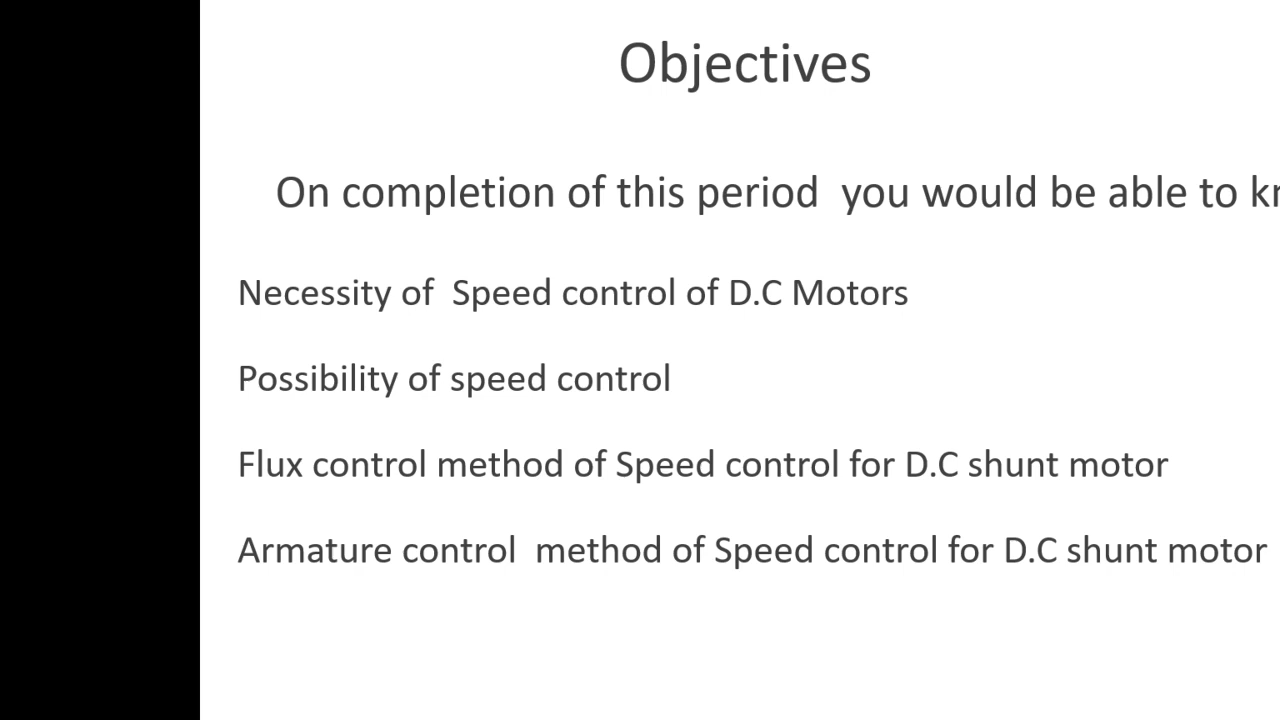 Objectives
On completion of this period you would be able to
Necessity of Speed control of D.C Motors
Possibility of speed control
Flux control method of Speed control for D.C shunt motor
Armature control method of Speed control for D.C shunt motor